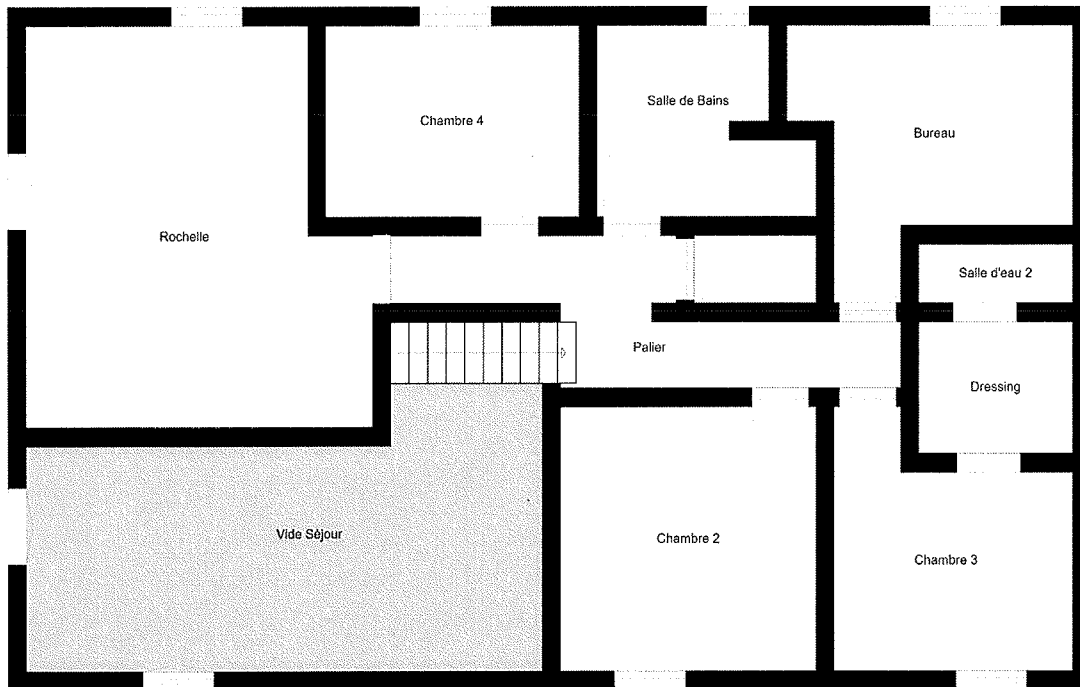 Chambre 4
Salle de Bains
Bureau
Rochelle
Salle d'eau 2
Palier
Dressing
Vide Séjour
Chambre 2
Chambre 3